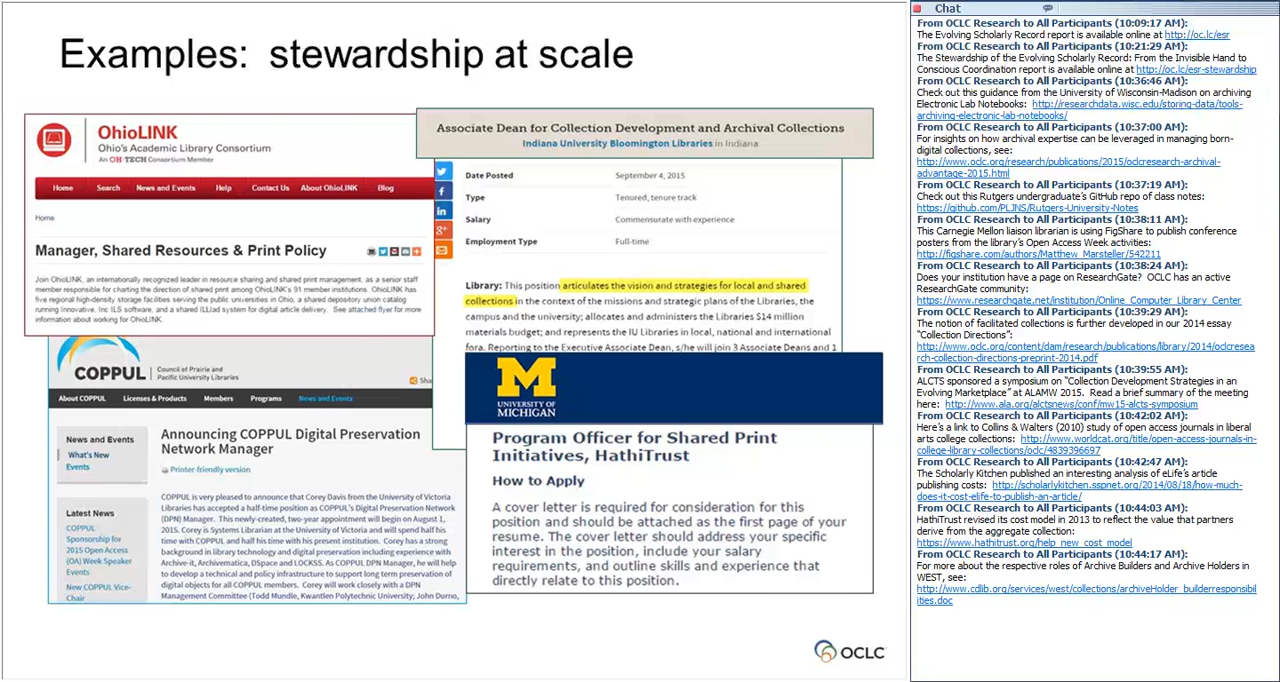 Examples: stewardship at scale
OhioLINK
Ohio's Academic Library Consortium
An OH·TECH Consortium Member
Home Search News and Events Help Contact Us About OhioLINK Blog
Home
Manager, Shared Resources & Print Policy
Join OhioLINK, an internationally recognized leader in resource sharing and shared print management, as a senior staff
member responsible for charting the direction of shared print among OhioLINK's 91 member institutions. OhioLINK has
five regional high-density storage facilities serving the public universities in Ohio, a shared depository union catalog
running Innovative, Inc ILS software, and a shared ILLiad system for digital article delivery. See attached flyer for more
information about working for OhioLINK.
Associate Dean for Collection Development and Archival Collections
Indiana University Bloomington Libraries in Indiana
Date Posted September 4, 2015
Type Tenured, tenure track
Salary Commensurate with experience
Employment Type Full-time
Library: This position articulates the vision and strategies for local and shared
collections in the context of the missions and strategic plans of the Libraries, the
campus and the university; allocates and administers the Libraries $14 million
materials budget; and represents the IU Libraries in local, national and international
fora. Reporting to the Executive Associate Dean, s/he will join 3 Associate Deans and 1
COPPUL
Council of Prairie and
Pacific University Libraries
Sha
About COPPUL Licenses & Products Members Programs News and Events
News and Events
What's New
Events
Latest News
COPPUL
Sponsorship for
2015 Open Access
(OA) Week Speaker
Events
New COPPUL Vice-
Chair
Announcing COPPUL Digital Preservation
Network Manager
Printer-friendly version
COPPUL is very pleased to announce that Corey Davis from the University of Victoria
Libraries has accepted a half-time position as COPPUL's Digital Preservation Network
(DPN) Manager. This newly-created, two-year appointment will begin on August 1,
2015. Corey is Systems Librarian at the University of Victoria and will spend half his
time with COPPUL and half his time with his present institution. Corey has a strong
background in library technology and digital preservation including experience with
Archive-it, Archivematica, DSpace and LOCKSS. As COPPUL DPN Manager, he will help
to develop a technical and policy infrastructure to support long term preservation of
digital objects for all COPPUL members. Corey will work closely with a DPN
Management Committee (Todd Mundle, Kwantlen Polytechnic University; John Durno,
M
UNIVERSITY OF
MICHIGAN
Program Officer for Shared Print
Initiatives, HathiTrust
How to Apply
A cover letter is required for consideration for this
position and should be attached as the first page of your
resume. The cover letter should address your specific
interest in the position, include your salary
requirements, and outline skills and experience that
directly relate to this position.
OCLC
Chat
From OCLC Research to All Participants (10:09:17 AM):
The Evolving Scholarly Record report is available online at http://oc.lc/esr
From OCLC Research to All Participants (10:21:29 AM):
The Stewardship of the Evolving Scholarly Record: From the Invisible Hand to
Conscious Coordination report is available online at http://oc.lc/esr-stewardship
From OCLC Research to All Participants (10:36:46 AM):
Check out this guidance from the University of Wisconsin-Madison on archiving
Electronic Lab Notebooks: http://researchdata.wisc.edu/storing-data/tools-
archiving-electronic-lab-notebooks/
From OCLC Research to All Participants (10:37:00 AM):
For insights on how archival expertise can be leveraged in managing born-
digital collections, see:
http://www.oclc.org/research/publications/2015/oclcresearch-archival-
advantage-2015.html
From OCLC Research to All Participants (10:37:19 AM):
Check out this Rutgers undergraduate's GitHub repo of class notes:
https://github.com/PLJNS/Rutgers-University-Notes
From OCLC Research to All Participants (10:38:11 AM):
This Carnegie Mellon liaison librarian is using FigShare to publish conference
posters from the library's Open Access Week activities:
http://figshare.com/authors/Matthew_Marsteller/542211
From OCLC Research to All Participants (10:38:24 AM):
Does your institution have a page on ResearchGate? OCLC has an active
ResearchGate community:
https://www.researchgate.net/institution/Online_Computer_Library_Center
From OCLC Research to All Participants (10:39:29 AM):
The notion of facilitated collections is further developed in our 2014 essay
"Collection Directions":
http://www.oclc.org/content/dam/research/publications/library/2014/oclcresea
rch-collection-directions-preprint-2014.pdf
From OCLC Research to All Participants (10:39:55 AM):
ALCTS sponsored a symposium on "Collection Development Strategies in an
Evolving Marketplace" at ALAMW 2015. Read a brief summary of the meeting
here: http://www.ala.org/alctsnews/conf/mw15-alcts-symposium
From OCLC Research to All Participants (10:42:02 AM):
Here's a link to Collins & Walters (2010) study of open access journals in liberal
arts college collections: http://www.worldcat.org/title/open-access-journals-in-
college-library-collections/oclc/4839396697
From OCLC Research to All Participants (10:42:47 AM):
The Scholarly Kitchen published an interesting analysis of eLife's article
publishing costs: http://scholarlykitchen.sspnet.org/2014/08/18/how-much-
does-it-cost-elife-to-publish-an-article/
From OCLC Research to All Participants (10:44:03 AM):
HathiTrust revised its cost model in 2013 to reflect the value that partners
derive from the aggregate collection:
https://www.hathitrust.org/help_new_cost_model
From OCLC Research to All Participants (10:44:17 AM):
For more about the respective roles of Archive Builders and Archive Holders in
WEST, see:
http://www.cdlib.org/services/west/collections/archiveHolder_builderresponsibil
ities.doc